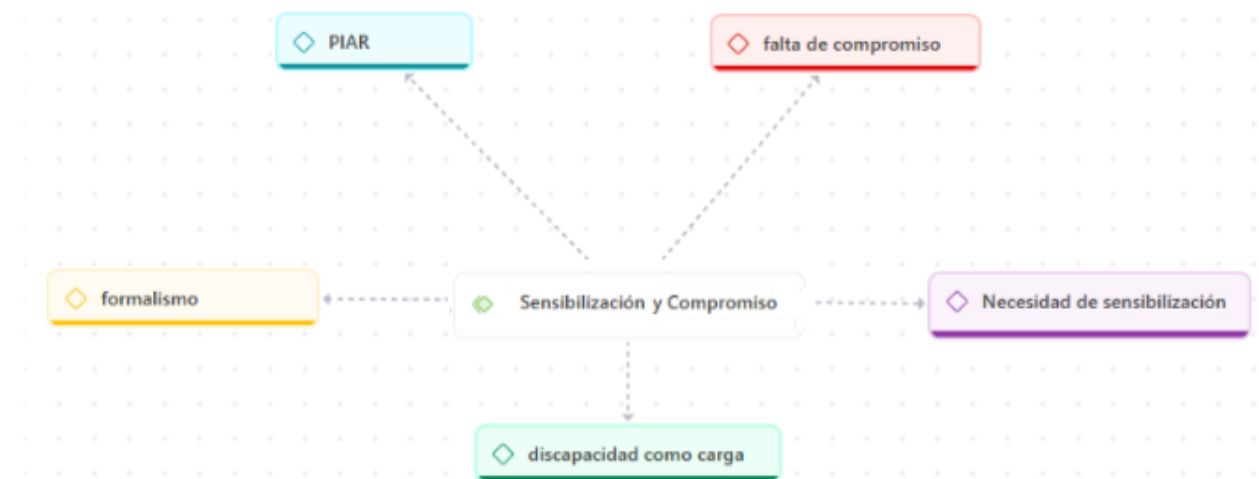 PIAR
falta de compromiso
formalismo
Sensibilización y Compromiso
Necesidad de sensibilización
discapacidad como carga